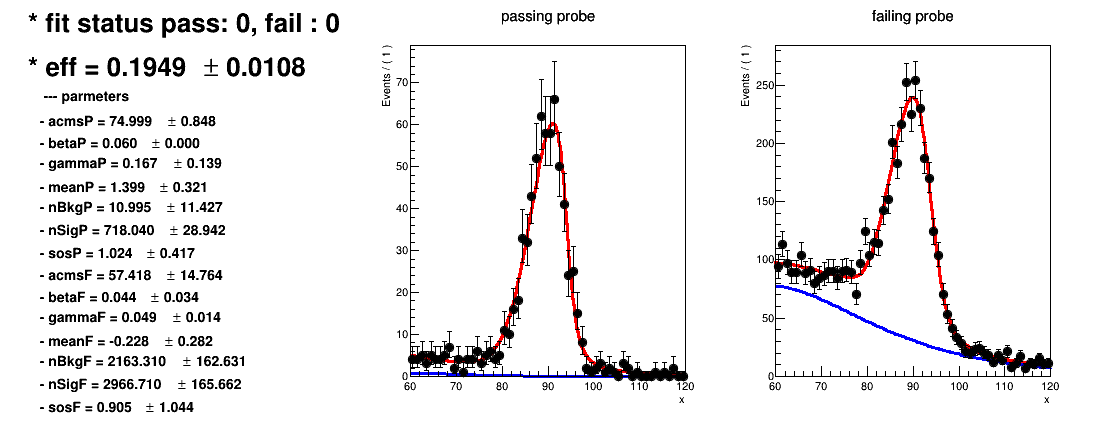 * fit status pass: 0, fail : 0
* eff = 0.1949 ± 0.0108
--- parmeters
- acmsP = 74.999 ± 0.848
- betaP = 0.060 ± 0.000
- gammaP = 0.167 ± 0.139
- meanP = 1.399 ± 0.321
- nBkgP = 10.995 ± 11.427
- nSigP = 718.040 ± 28.942
- sosP = 1.024 ± 0.417
- acmsF = 57.418 ± 14.764
- betaF = 0.044 ± 0.034
- gammaF = 0.049 ± 0.014
- meanF = -0.228 ± 0.282
- nBkgF = 2163.310 ± 162.631
- nSigF = 2966.710 ± 165.662
- sosF = 0.905 ± 1.044
passing probe
Events / ( 1 )
70
60
50
40
30
20
10
0
60 70 80 90 100 110 120
x
failing probe
Events / ( 1 )
250
200
150
100
50
0
60 70 80 90 100 110 120
x